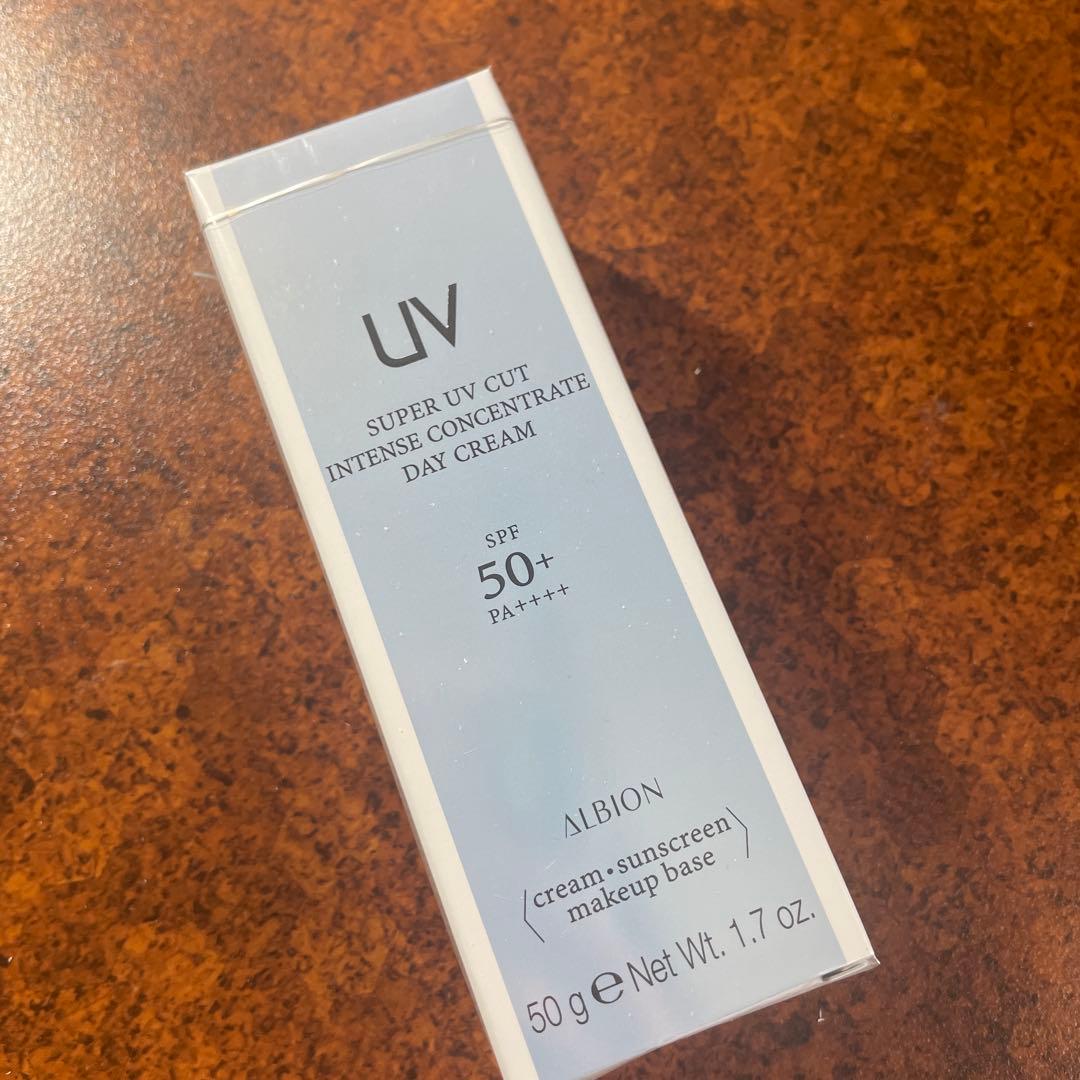 UV
SUPER UV CUT
INTENSE CONCENTRATE
DAY CREAM
SPF
50+
PA++++
ALBION
〈cream•sunscreen
makeup base〉
50 g ℮ Net Wt. 1.7 oz.